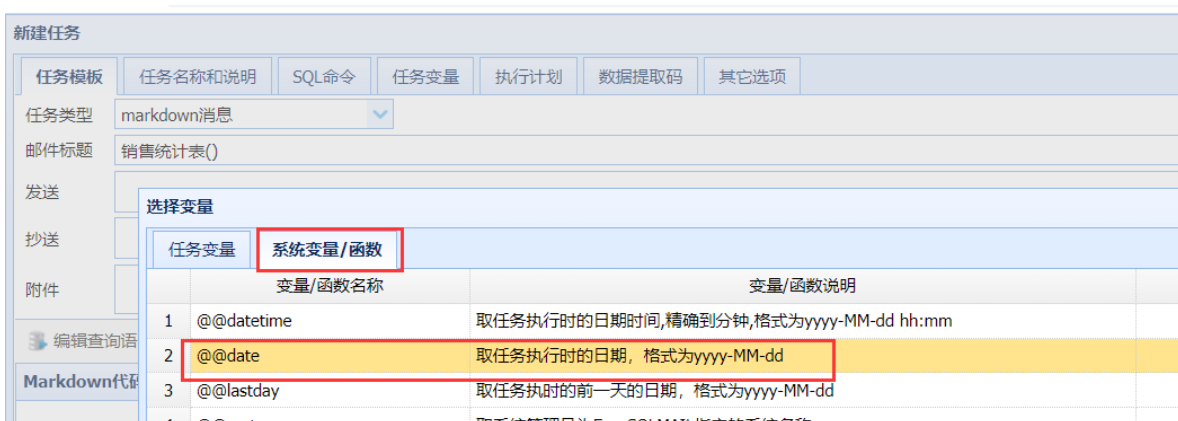 新建任务
任务模板 任务名称和说明 SQL命令 任务变量 执行计划 数据提取码 其它选项
任务类型 markdown消息
邮件标题 销售统计表()
发送
选择变量
抄送
任务变量 系统变量/函数
附件
变量/函数名称 变量/函数说明
1 @@datetime 取任务执行时的日期时间,精确到分钟,格式为yyyy-MM-dd hh:mm
编辑查询语
2 @@date 取任务执行时的日期，格式为yyyy-MM-dd
Markdown代码
3 @@lastday 取任务执时的前一天的日期，格式为yyyy-MM-dd